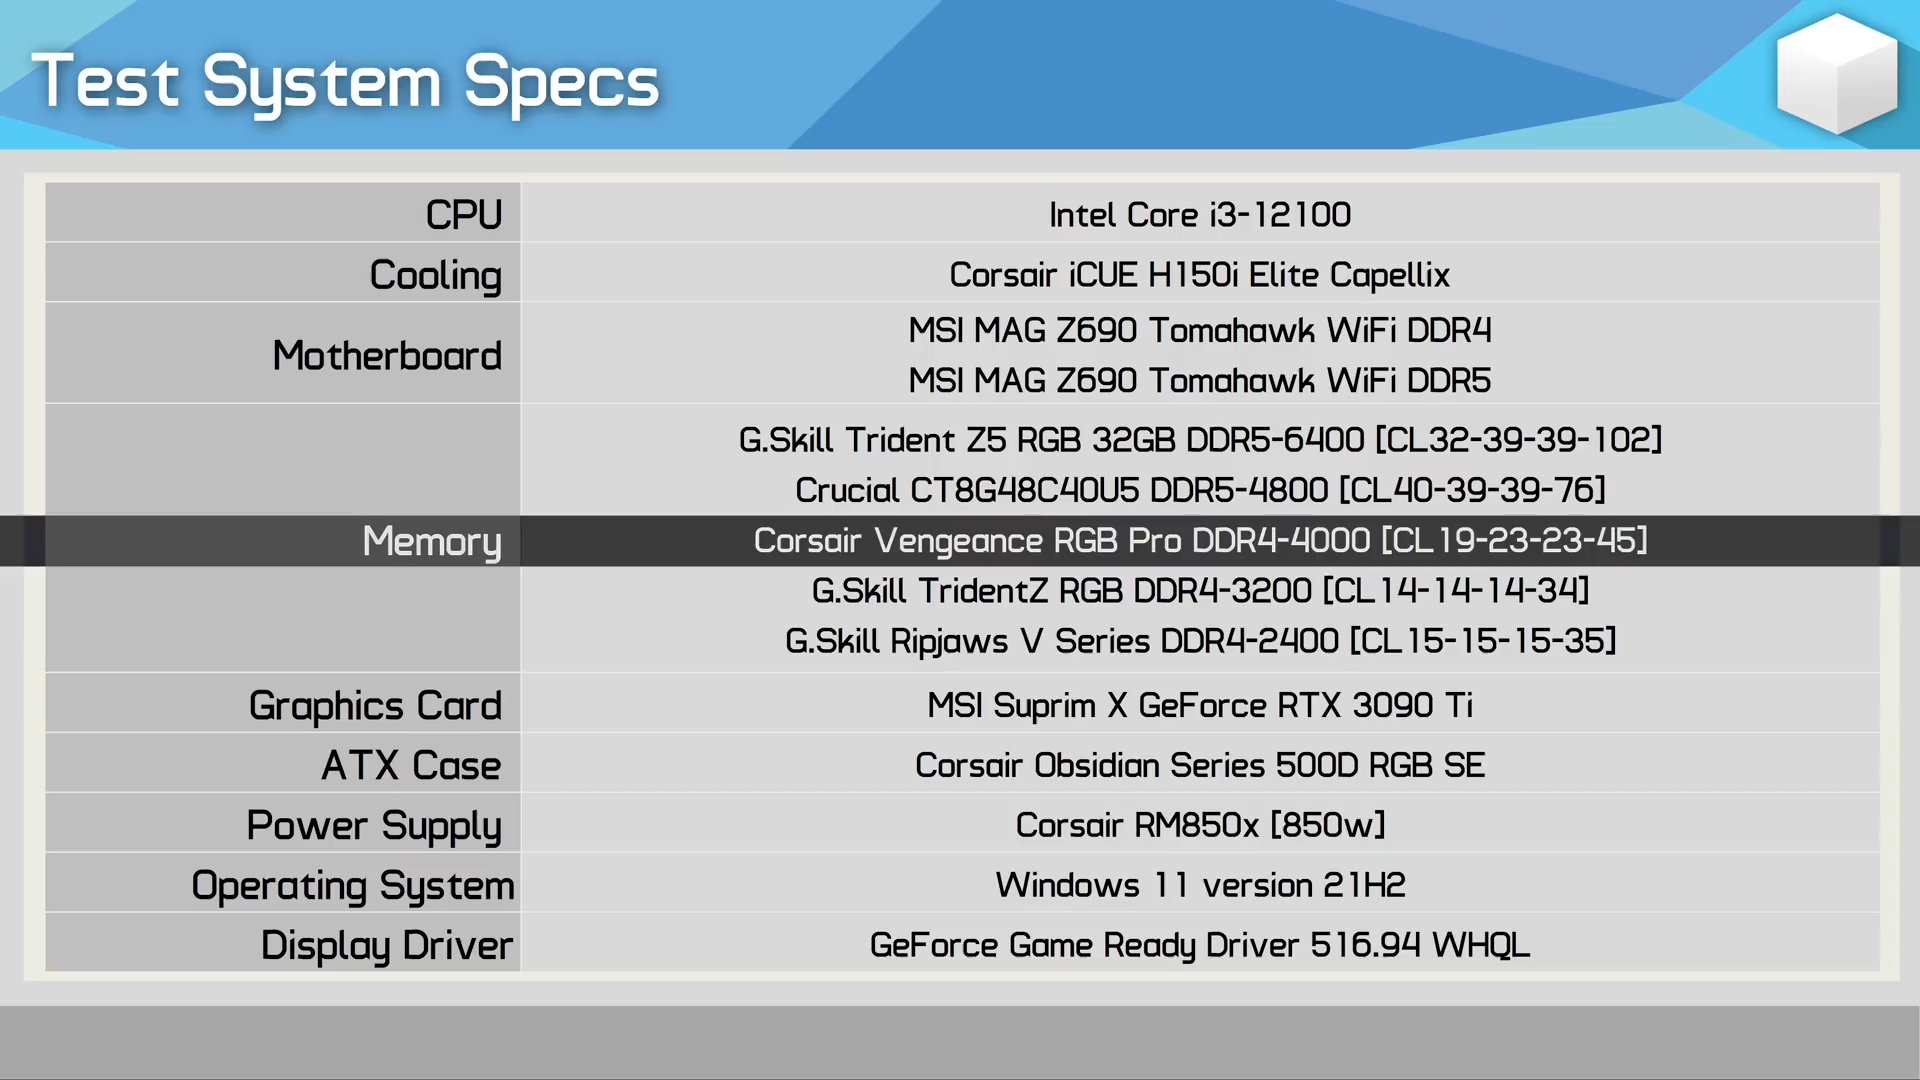 Test System Specs
CPU
Intel Core i3-12100
Cooling
Corsair iCUE H150i Elite Capellix
Motherboard
MSI MAG Z690 Tomahawk WiFi DDR4
MSI MAG Z690 Tomahawk WiFi DDR5
Memory
G.Skill Trident Z5 RGB 32GB DDR5-6400 [CL32-39-39-102]
Crucial CT8G48C40U5 DDR5-4800 [CL40-39-39-76]
Corsair Vengeance RGB Pro DDR4-4000 [CL19-23-23-45]
G.Skill TridentZ RGB DDR4-3200 [CL14-14-14-34]
G.Skill Ripjaws V Series DDR4-2400 [CL15-15-15-35]
Graphics Card
MSI Suprim X GeForce RTX 3090 Ti
ATX Case
Corsair Obsidian Series 500D RGB SE
Power Supply
Corsair RM850x [850w]
Operating System
Windows 11 version 21H2
Display Driver
GeForce Game Ready Driver 516.94 WHQL